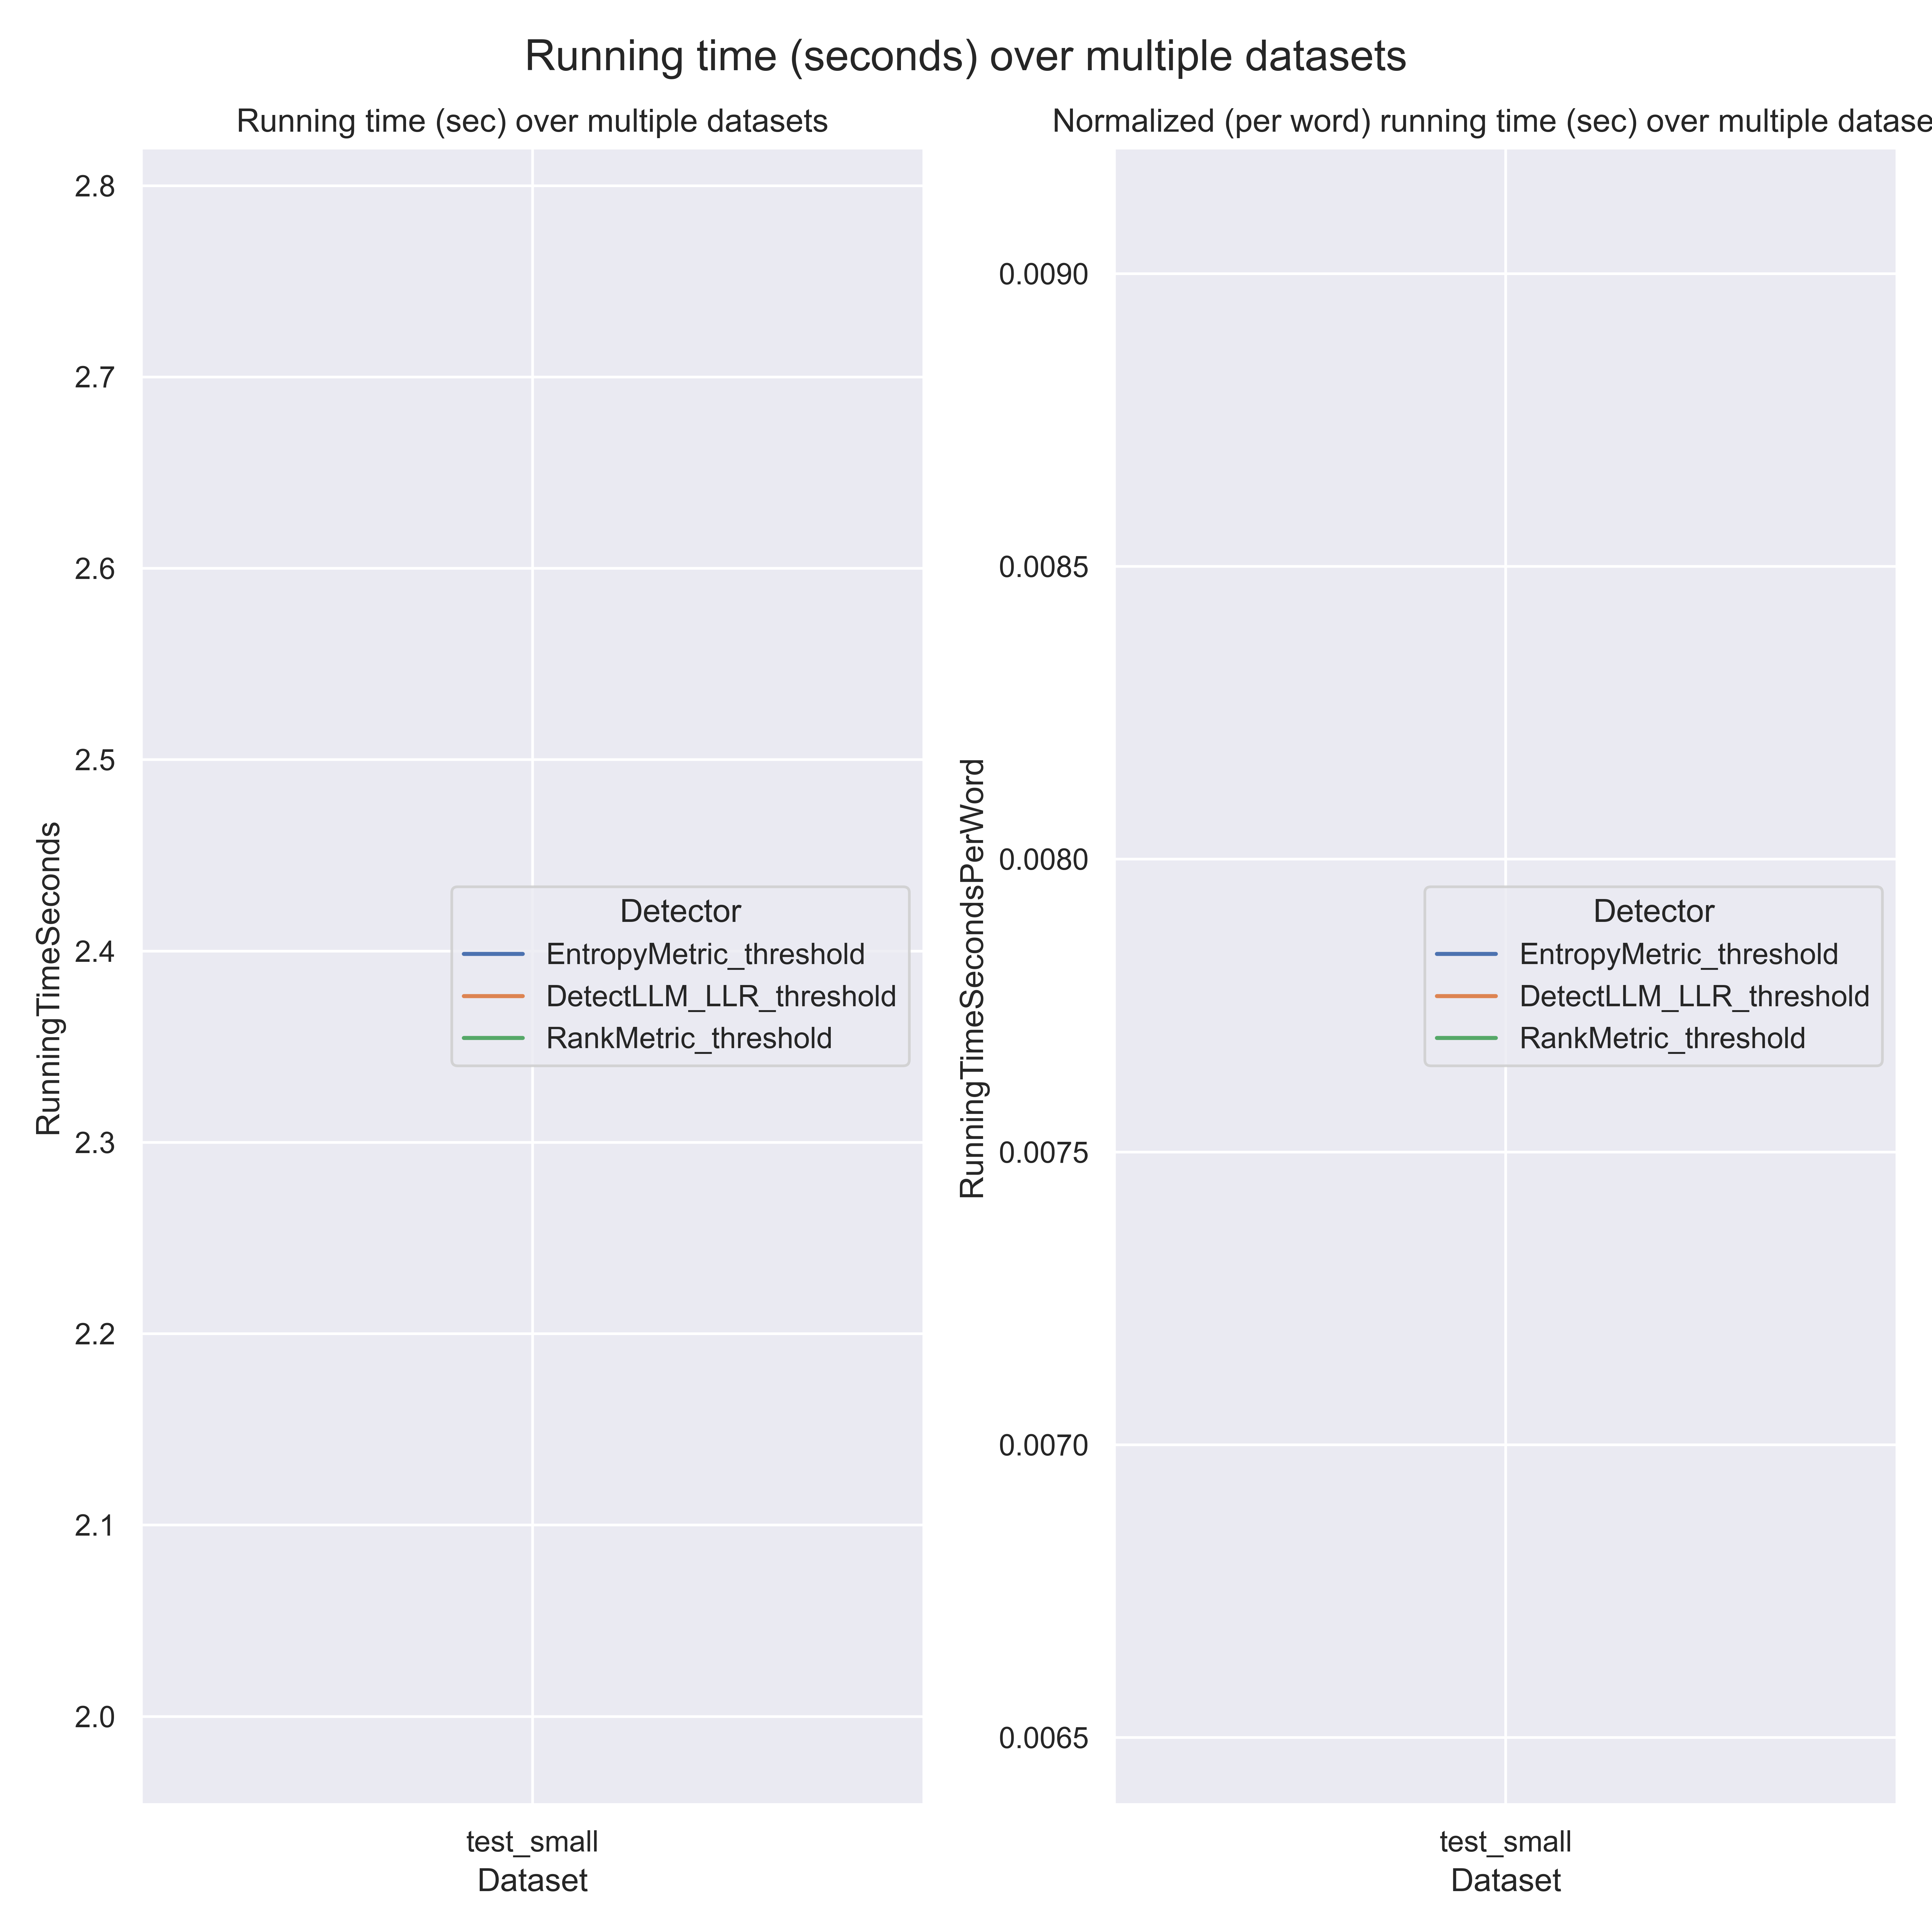 Running time (seconds) over multiple datasets
Running time (sec) over multiple datasets
2.8
2.7
2.6
2.5
2.4
2.3
2.2
2.1
2.0
RunningTimeSeconds
Detector
EntropyMetric_threshold
DetectLLM_LLR_threshold
RankMetric_threshold
test_small
Dataset
Normalized (per word) running time (sec) over multiple datase
0.0090
0.0085
0.0080
0.0075
0.0070
0.0065
RunningTimeSecondsPerWord
Detector
EntropyMetric_threshold
DetectLLM_LLR_threshold
RankMetric_threshold
test_small
Dataset